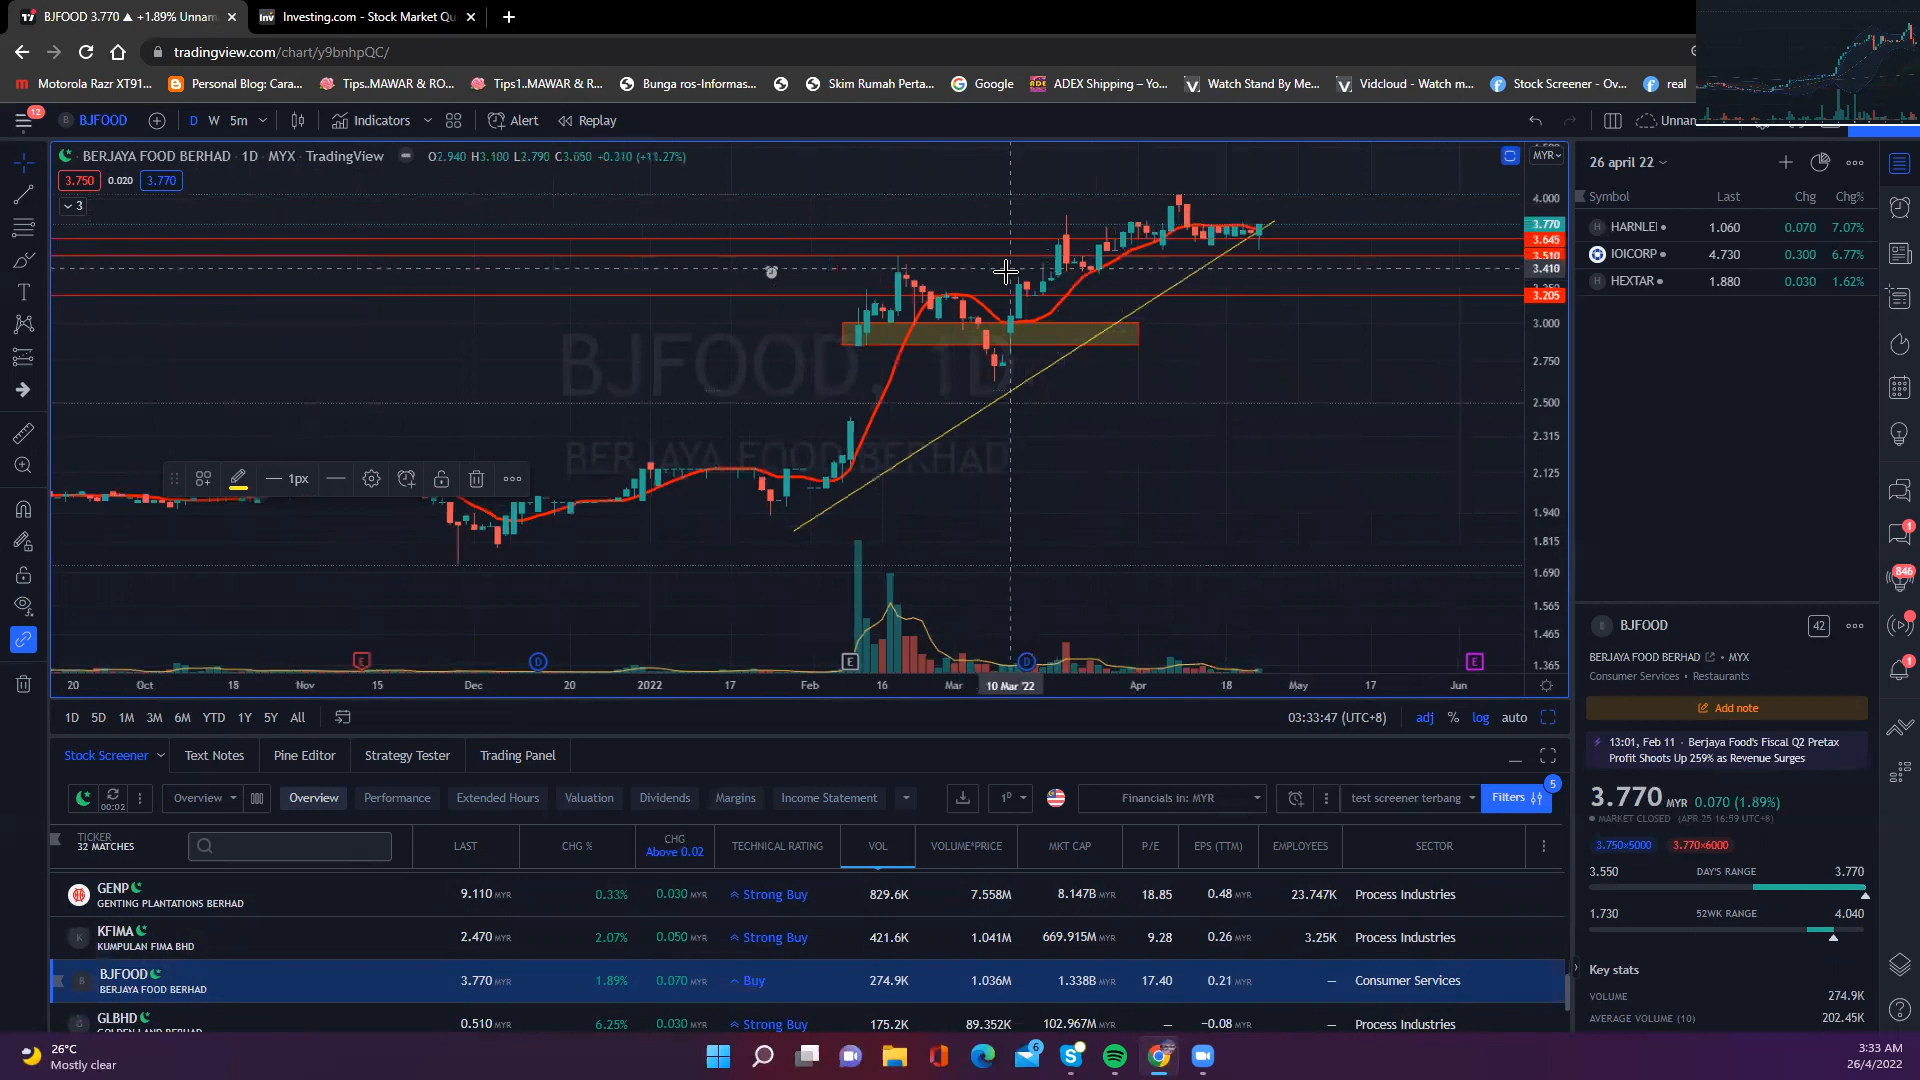 BJFOOD 3.770 ▲ +1.89% Unnam
Investing.com - Stock Market Qu
tradingview.com/chart/y9bnhpQC/
Motorola Razr XT91...
Personal Blog: Cara...
Tips..MAWAR & RO...
Tips1..MAWAR & R...
Bunga ros-Informas...
Skim Rumah Perta...
Google
ADEX Shipping – Yo...
Watch Stand By Me...
Vidcloud - Watch m...
Stock Screener - Ov...
real
12
BJFOOD
D W 5m
Indicators
Alert
Replay
Unnan
BERJAYA FOOD BERHAD · 1D · MYX · TradingView
O2.940 H3.100 L2.790 C3.050 +0.310 (+11.27%)
MYR
3.750 0.020 3.770
3
4.000
3.770
3.645
3.510
3.410
3.205
3.000
2.750
2.500
2.315
2.125
1.940
1.815
1.690
1.565
1.465
1.365
BJFOOD, 1D
BERJAYA FOOD BERHAD
1px
E D E D E
20 Oct 18 Nov 15 Dec 20 2022 17 Feb 16 Mar 10 Mar '22 Apr 18 May 17 Jun
1D 5D 1M 3M 6M YTD 1Y 5Y All
03:33:47 (UTC+8)
adj % log auto
Stock Screener
Text Notes
Pine Editor
Strategy Tester
Trading Panel
00:02
Overview
Overview
Performance
Extended Hours
Valuation
Dividends
Margins
Income Statement
1D
Financials in: MYR
test screener terbang
Filters
5
TICKER
32 MATCHES
LAST
CHG %
CHG
Above 0.02
TECHNICAL RATING
VOL
VOLUME*PRICE
MKT CAP
P/E
EPS (TTM)
EMPLOYEES
SECTOR
GENP
GENTING PLANTATIONS BERHAD
9.110 MYR 0.33% 0.030 MYR Strong Buy 829.6K 7.558M 8.147B MYR 18.85 0.48 MYR 23.747K Process Industries
KFIMA
KUMPULAN FIMA BHD
2.470 MYR 2.07% 0.050 MYR Strong Buy 421.6K 1.041M 669.915M MYR 9.28 0.26 MYR 3.25K Process Industries
BJFOOD
BERJAYA FOOD BERHAD
3.770 MYR 1.89% 0.070 MYR Buy 274.9K 1.036M 1.338B MYR 17.40 0.21 MYR — Consumer Services
GLBHD
0.510 MYR 6.25% 0.030 MYR Strong Buy 175.2K 89.352K 102.967M MYR — −0.08 MYR — Process Industries
26 april 22
Symbol Last Chg Chg%
HARNLEI 1.060 0.070 7.07%
IOICORP 4.730 0.300 6.77%
HEXTAR 1.880 0.030 1.62%
BJFOOD
42
BERJAYA FOOD BERHAD • MYX
Consumer Services • Restaurants
Add note
13:01, Feb 11 · Berjaya Food's Fiscal Q2 Pretax
Profit Shoots Up 259% as Revenue Surges
3.770 MYR 0.070 (1.89%)
MARKET CLOSED (APR 25 16:59 UTC+8)
3.750×5000 3.770×6000
3.550 DAY'S RANGE 3.770
1.730 52WK RANGE 4.040
Key stats
VOLUME 274.9K
AVERAGE VOLUME (10) 202.45K
1
846
1
26°C
Mostly clear
6
3:33 AM
26/4/2022